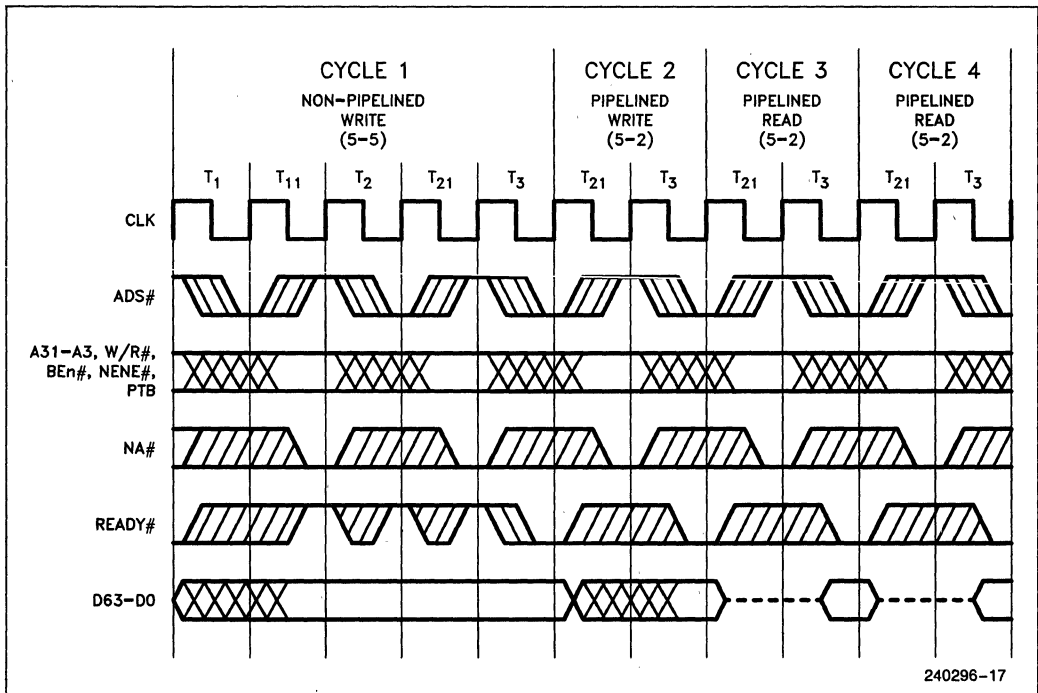 CYCLE 1 CYCLE 2 CYCLE 3 CYCLE 4
NON-PIPELINED PIPELINED PIPELINED PIPELINED
WRITE WRITE READ READ
(5-5) (5-2) (5-2) (5-2)
T1 T11 T2 T21 T3 T21 T3 T21 T3 T21 T3
CLK
ADS#
A31-A3, W/R#,
BEn#, NENE#,
PTB
NA#
READY#
D63-D0
240296-17